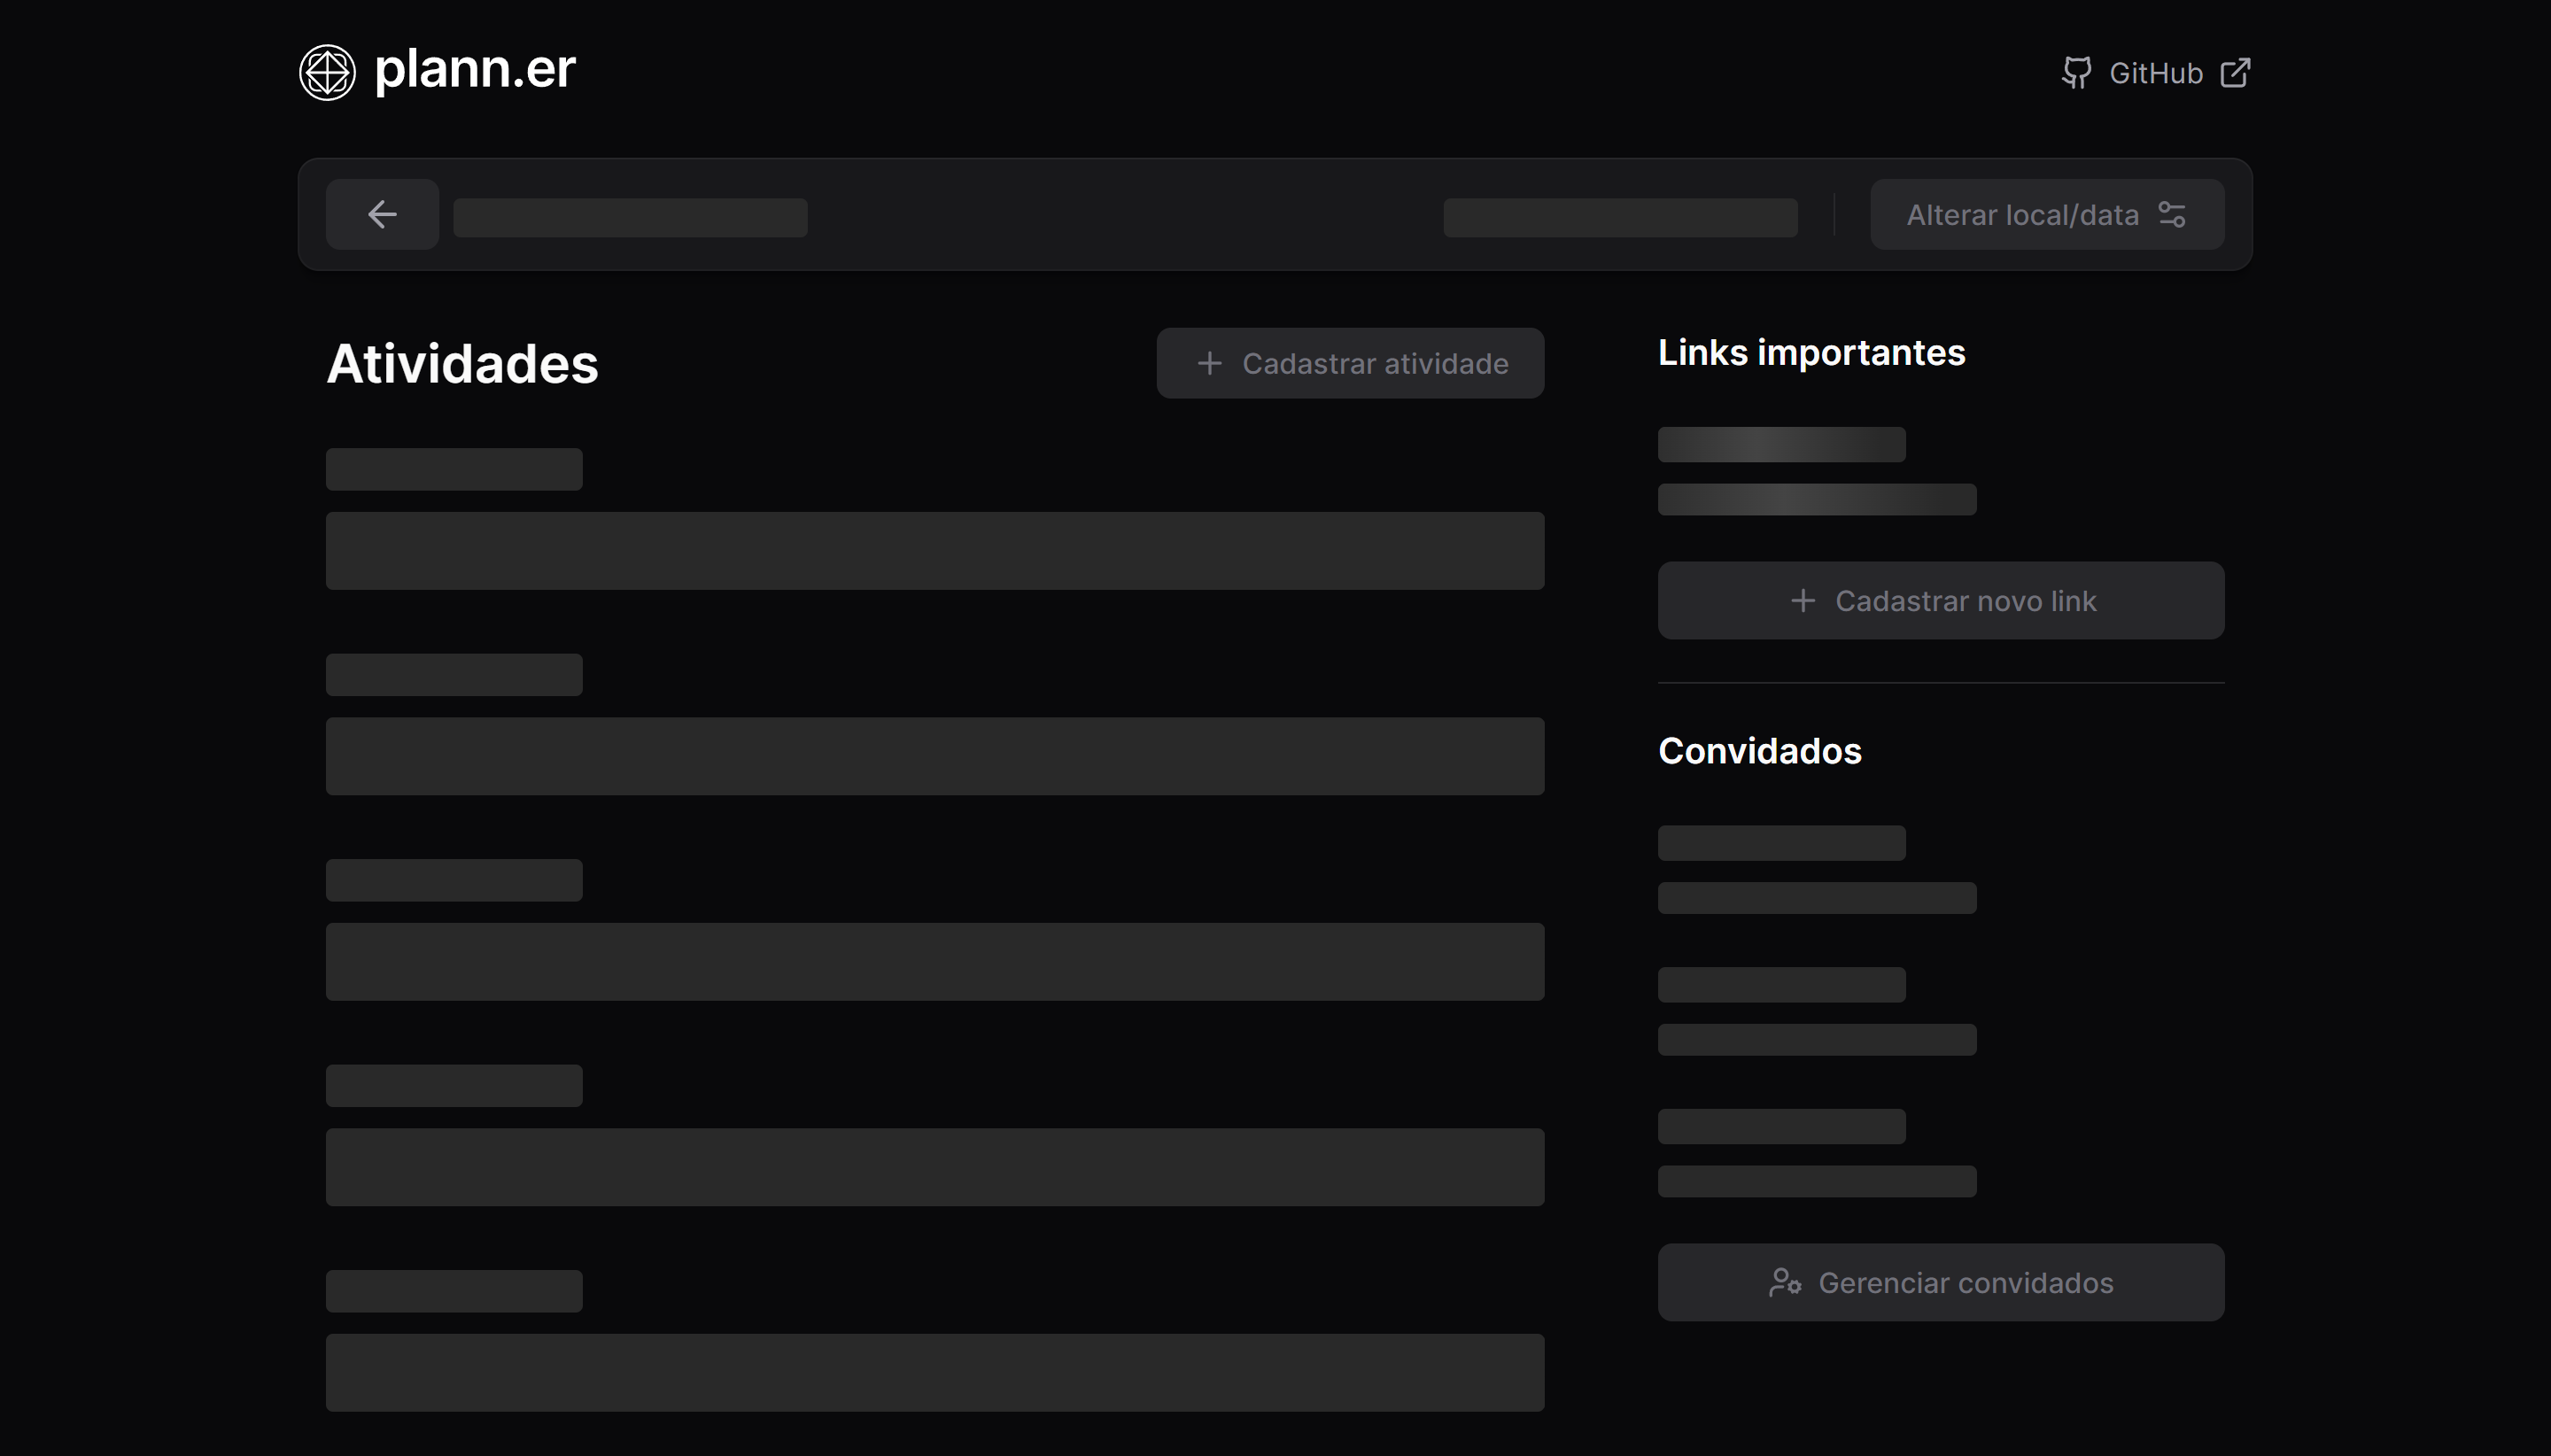 plann.er
GitHub
Alterar local/data
Atividades
Cadastrar atividade
Links importantes
Cadastrar novo link
Convidados
Gerenciar convidados